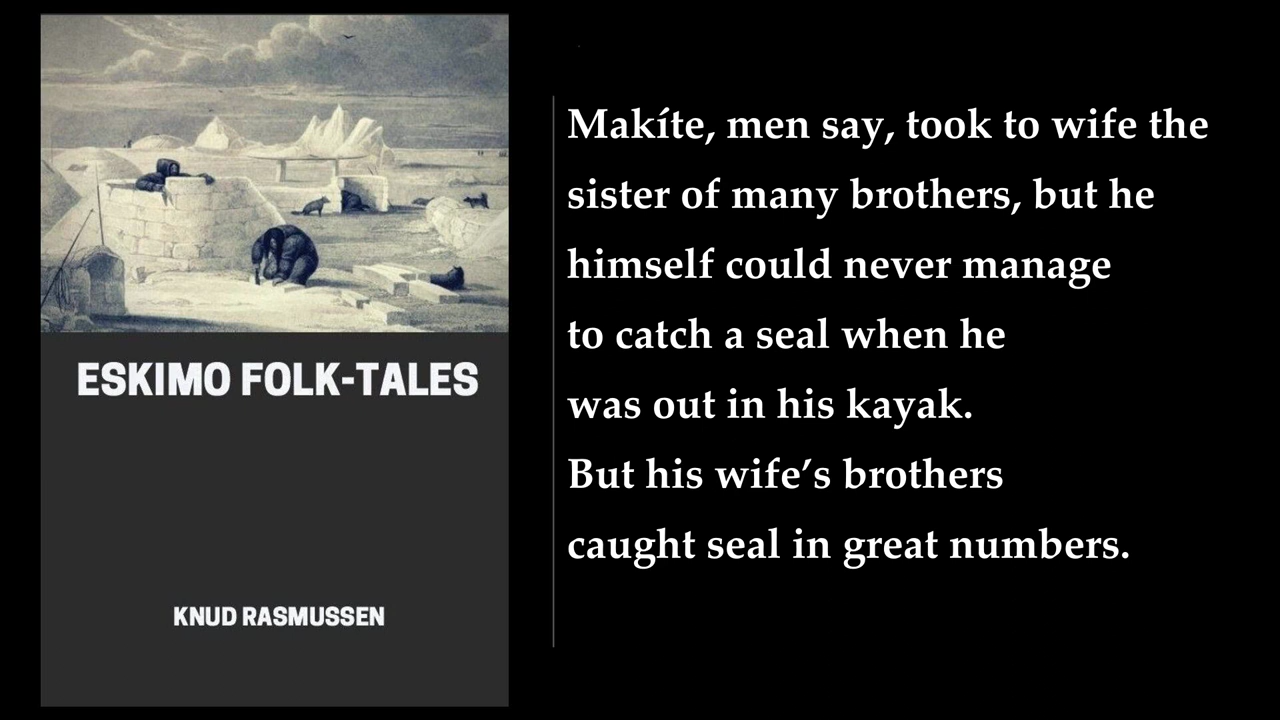 ESKIMO FOLK-TALES
KNUD RASMUSSEN
Makíte, men say, took to wife the
sister of many brothers, but he
himself could never manage
to catch a seal when he
was out in his kayak.
But his wife’s brothers
caught seal in great numbers.